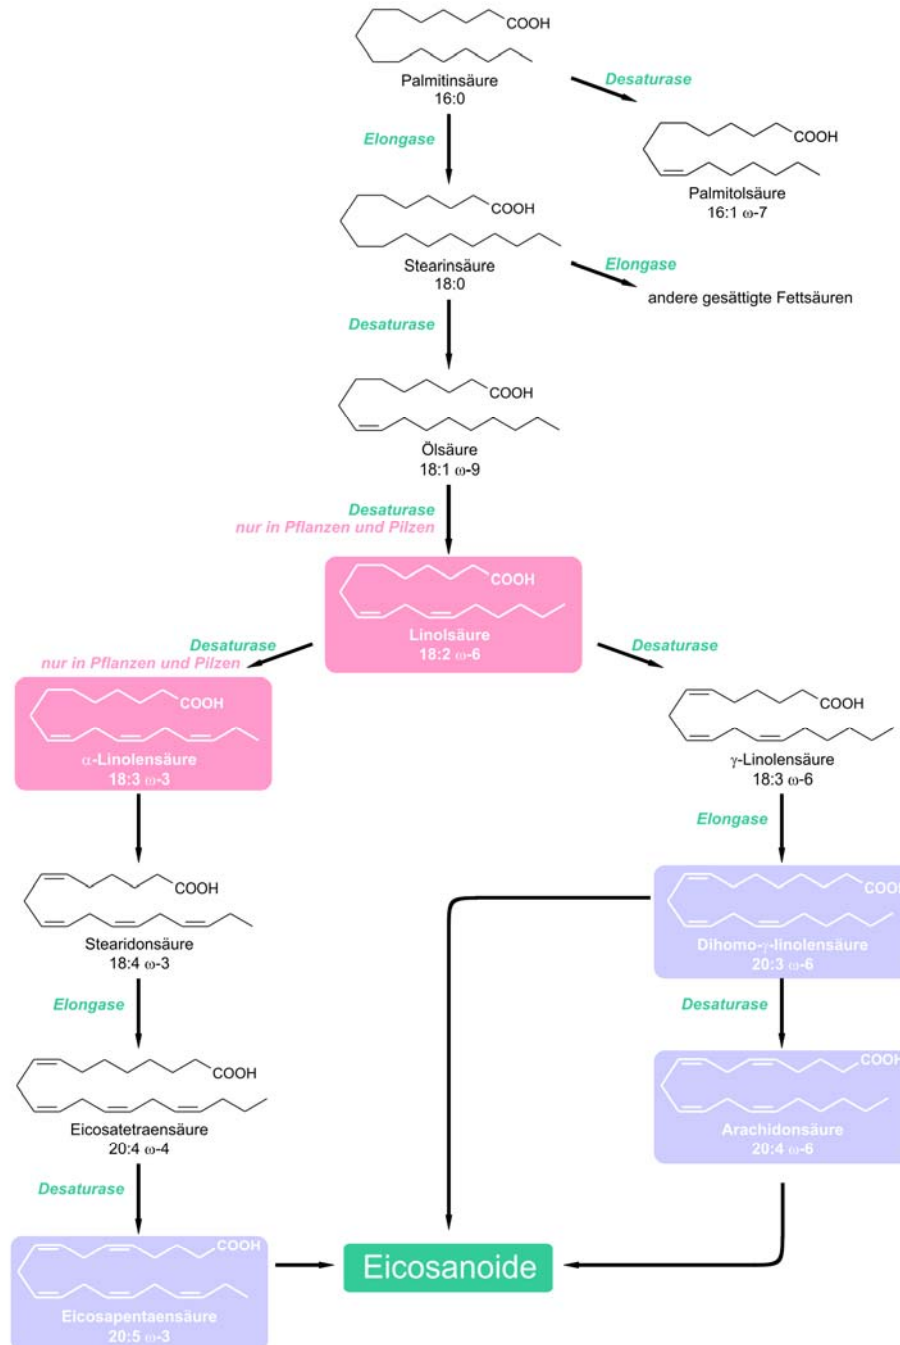 COOH
Palmitinsäure
16:0
Desaturase
COOH
Palmitolsäure
16:1 ω-7
Elongase
COOH
Stearinsäure
18:0
Elongase
andere gesättigte Fettsäuren
Desaturase
COOH
Ölsäure
18:1 ω-9
Desaturase
nur in Pflanzen und Pilzen
COOH
Linolsäure
18:2 ω-6
Desaturase
nur in Pflanzen und Pilzen
COOH
α-Linolensäure
18:3 ω-3
Desaturase
COOH
γ-Linolensäure
18:3 ω-6
Elongase
COOH
Stearidonsäure
18:4 ω-3
COOH
Dihomo-γ-linolensäure
20:3 ω-6
Elongase
Desaturase
COOH
Eicosatetraensäure
20:4 ω-4
COOH
Arachidonsäure
20:4 ω-6
Desaturase
COOH
Eicosapentaensäure
20:5 ω-3
Eicosanoide